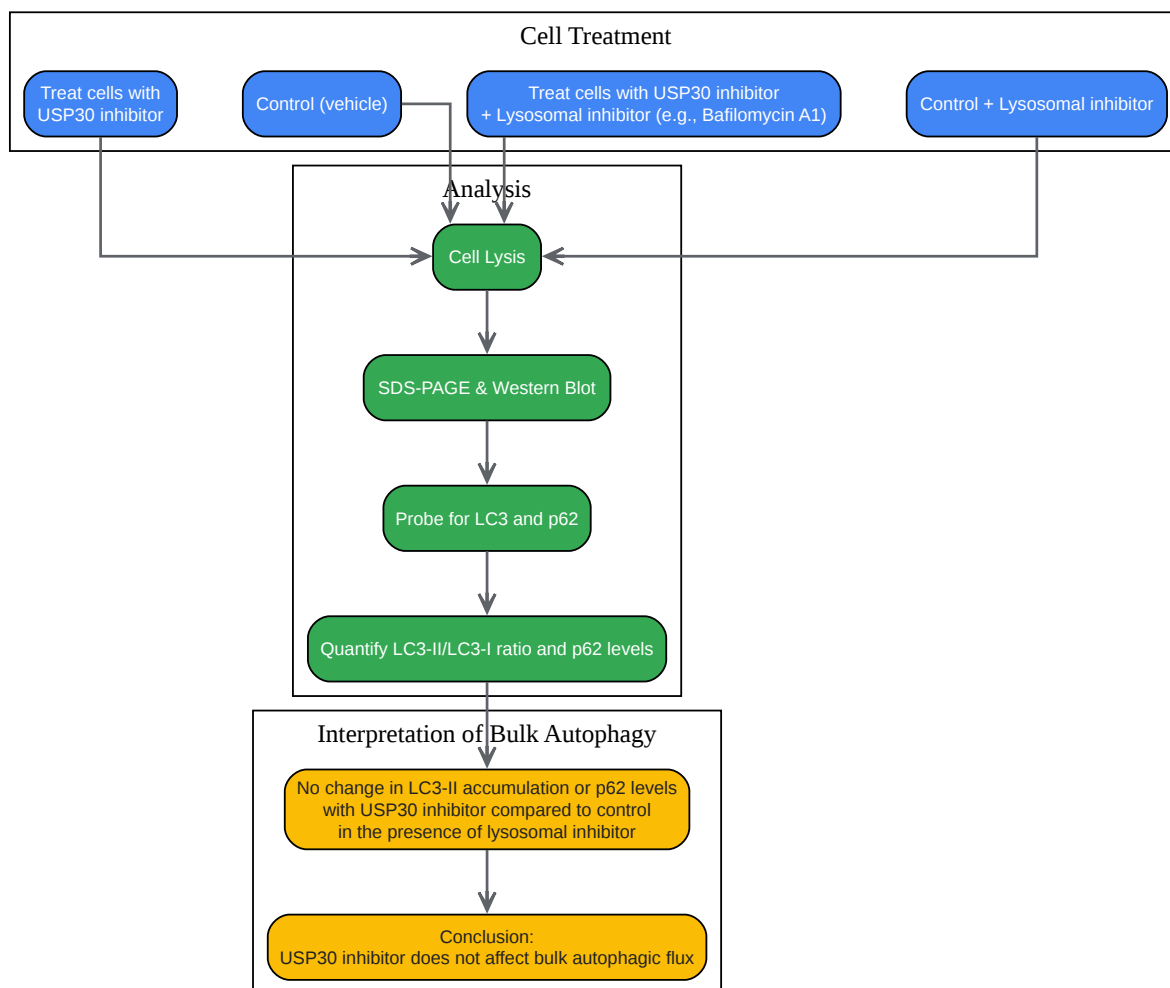 Cell Treatment
Treat cells with
USP30 inhibitor
Control (vehicle)
Treat cells with USP30 inhibitor
+ Lysosomal inhibitor (e.g., Bafilomycin A1)
Control + Lysosomal inhibitor
Analysis
Cell Lysis
SDS-PAGE & Western Blot
Probe for LC3 and p62
Quantify LC3-II/LC3-I ratio and p62 levels
Interpretation of Bulk Autophagy
No change in LC3-II accumulation or p62 levels
with USP30 inhibitor compared to control
in the presence of lysosomal inhibitor
Conclusion:
USP30 inhibitor does not affect bulk autophagic flux